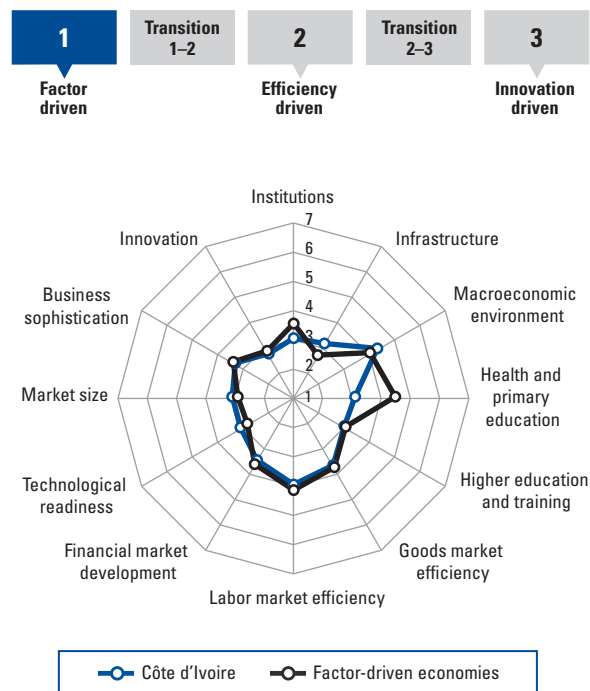 1
Transition
1–2
2
Transition
2–3
3
Factor
driven
Efficiency
driven
Innovation
driven
Institutions
7
Innovation
6
Infrastructure
5
Business
sophistication
4
Macroeconomic
environment
3
2
Market size
1
Health and
primary
education
Technological
readiness
Higher education
and training
Financial market
development
Goods market
efficiency
Labor market efficiency
Côte d’Ivoire
Factor-driven economies